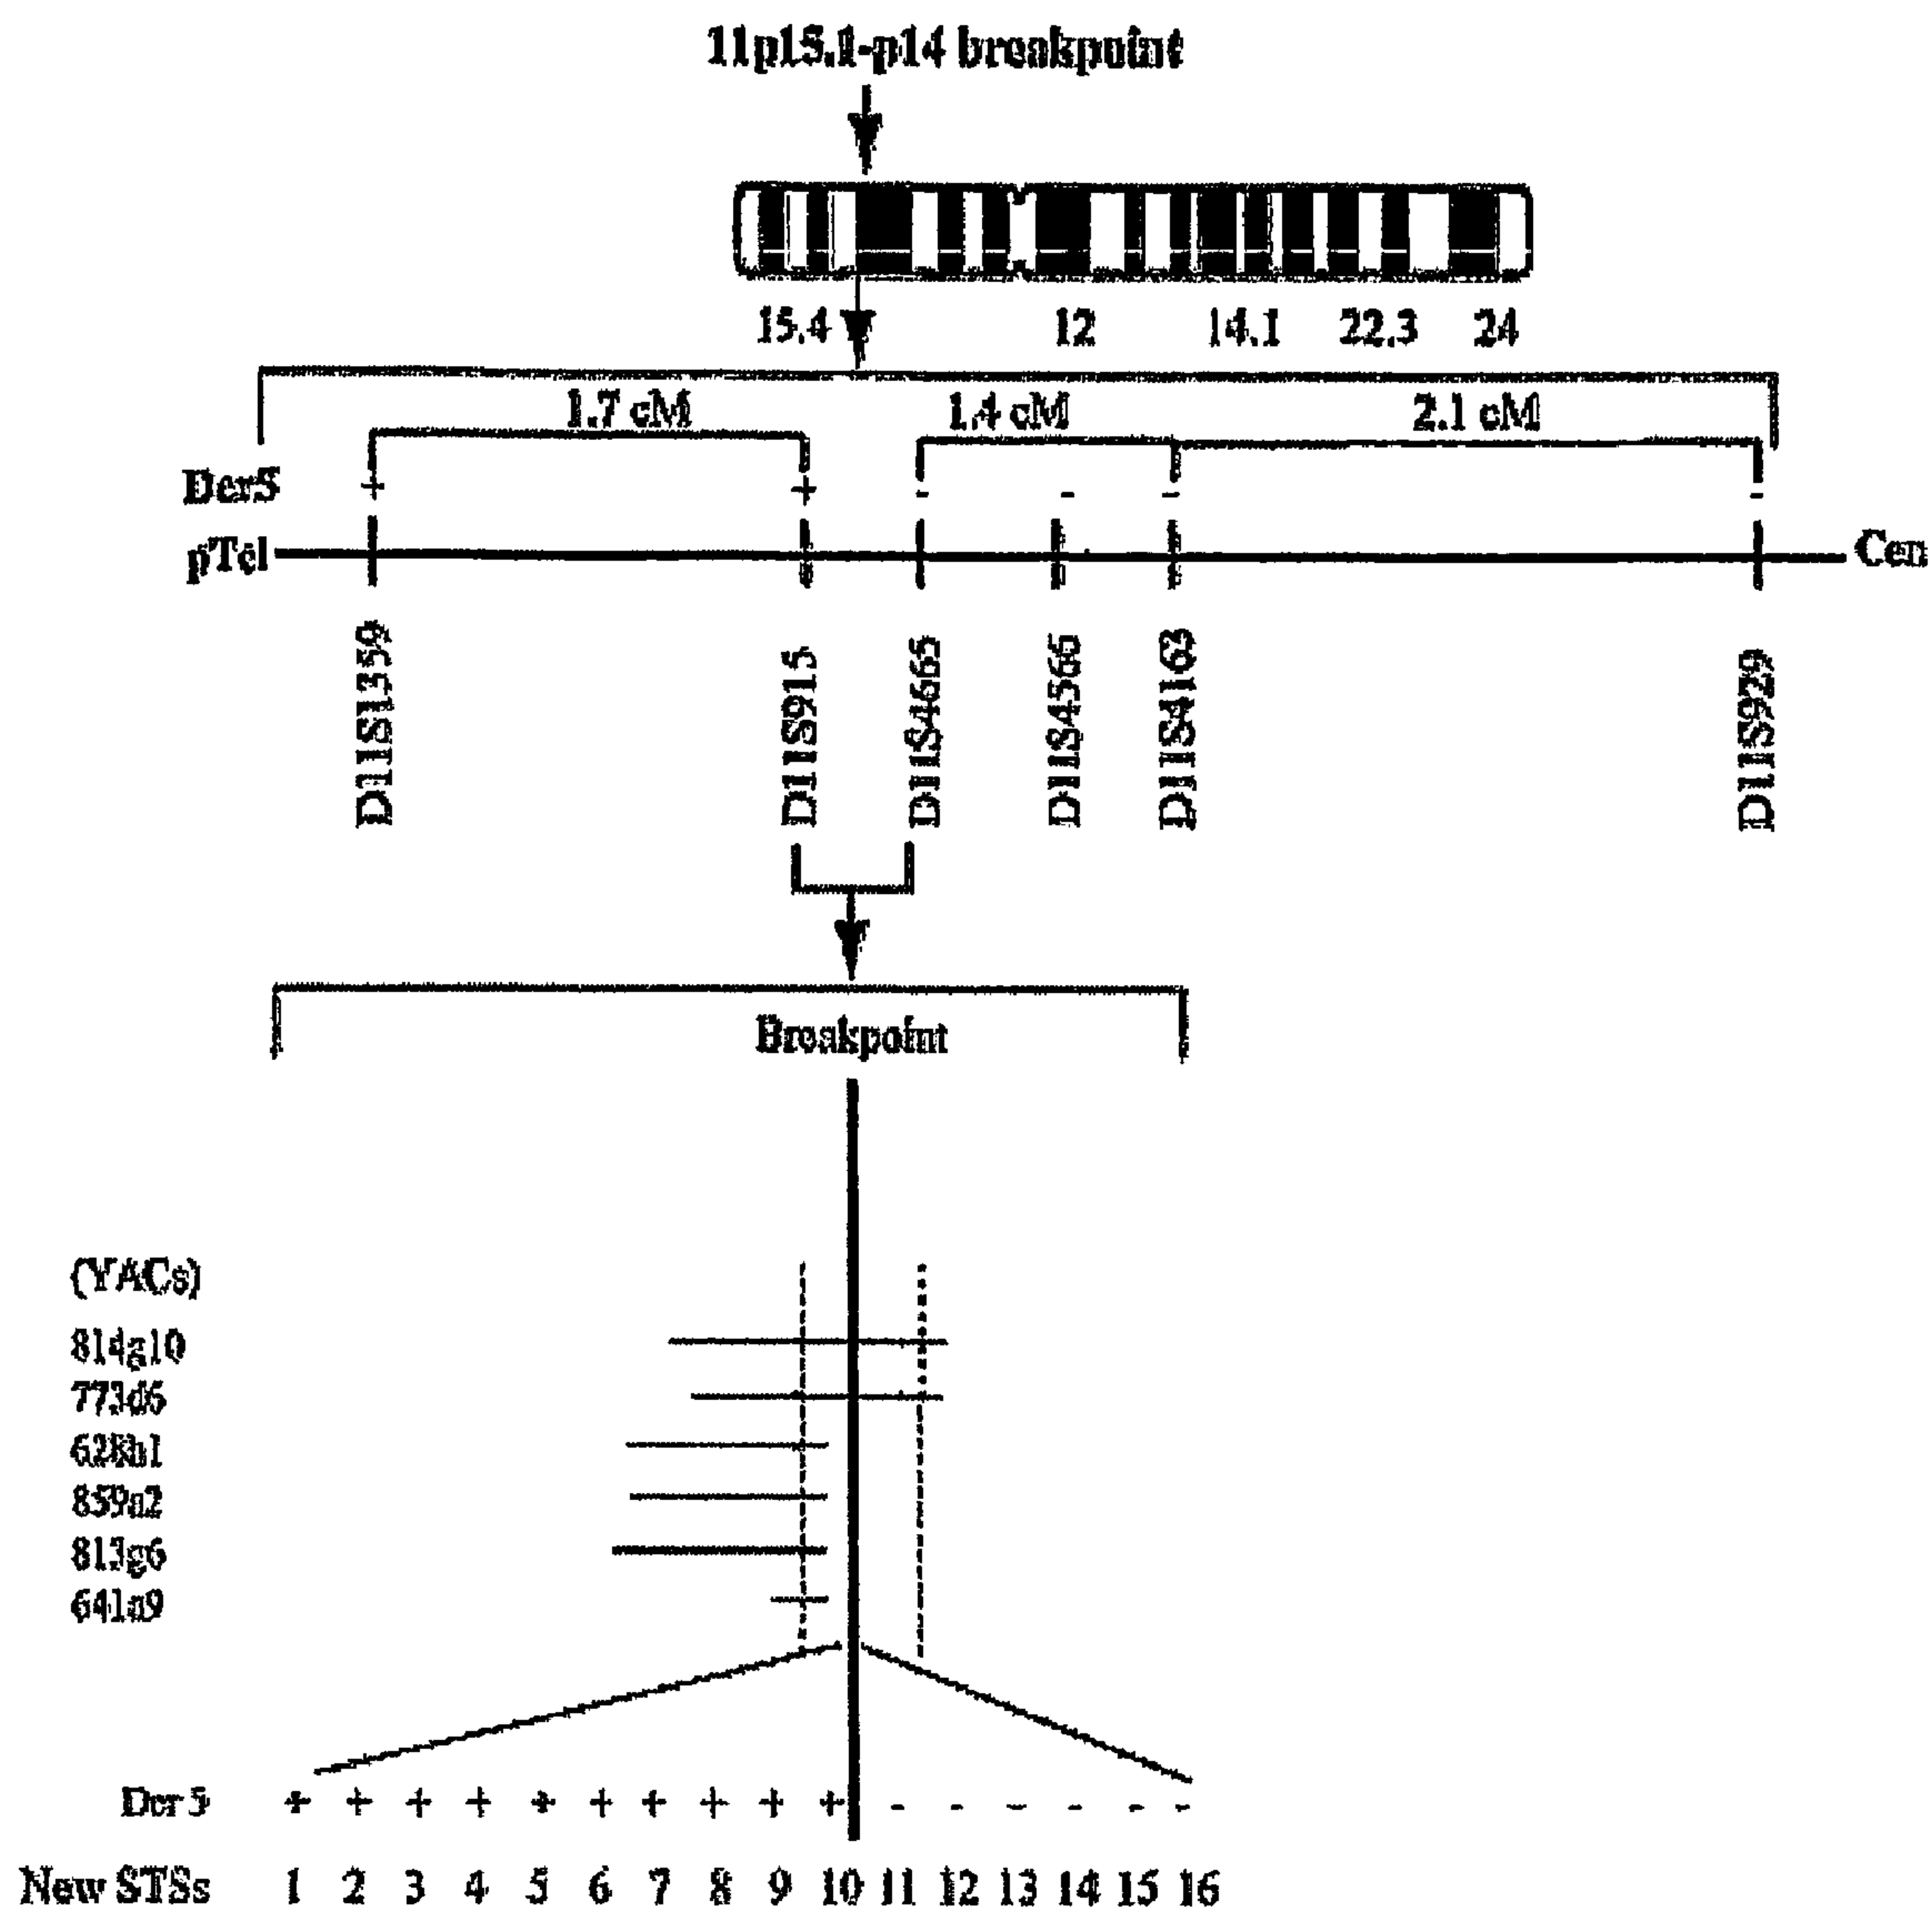 11p15.1-p14 breakpoint
15.4 12 14.1 22.3 24
1.7 cM 1.4 cM 2.1 cM
Der5 + + - - - -
pTel Cen
D11S1359
D11S915
D11S4665
D11S4566
D11S4163
D11S929
Breakpoint
(YACs)
814g10
773d6
628h1
859a2
813g6
641a9
Der 5 + + + + + + + + + + - - - - - -
New STSs 1 2 3 4 5 6 7 8 9 10 11 12 13 14 15 16